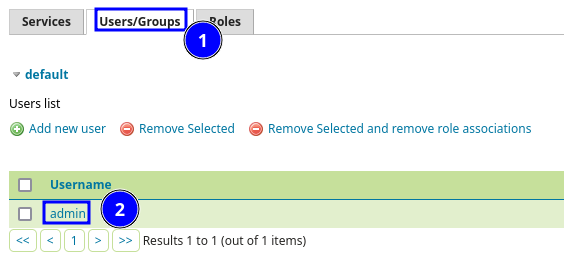 Services Users/Groups Roles
1
default
Users list
Add new user Remove Selected Remove Selected and remove role associations
Username
admin 2
<< < 1 > >> Results 1 to 1 (out of 1 items)